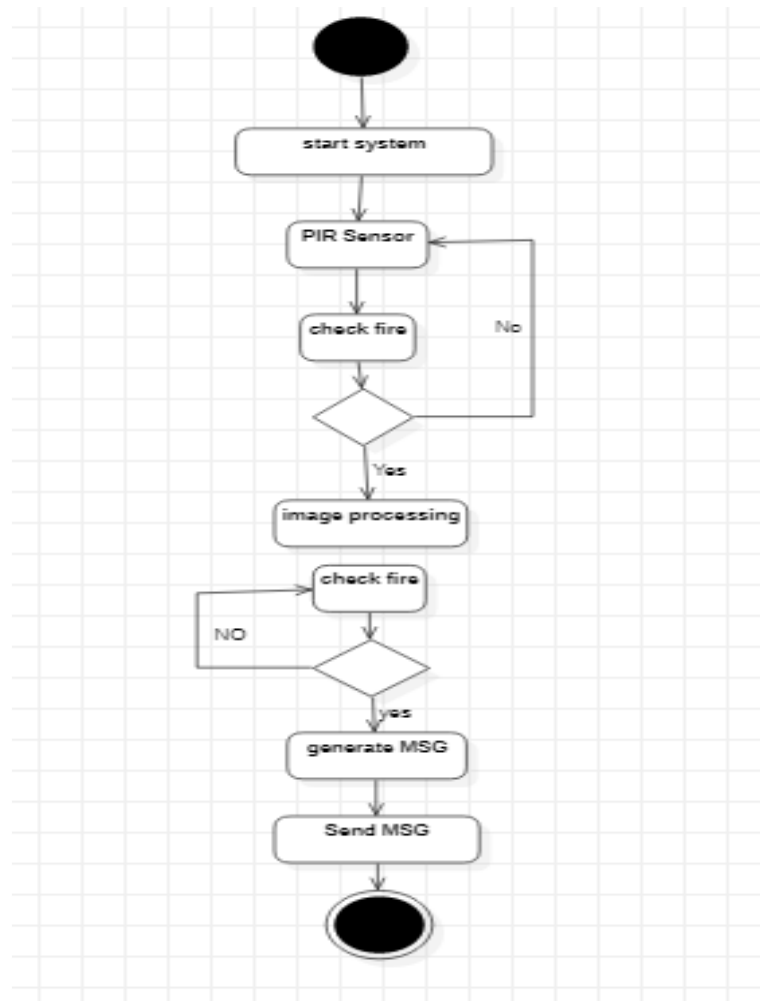 start system
PIR Sensor
check fire
No
Yes
image processing
check fire
NO
yes
generate MSG
Send MSG